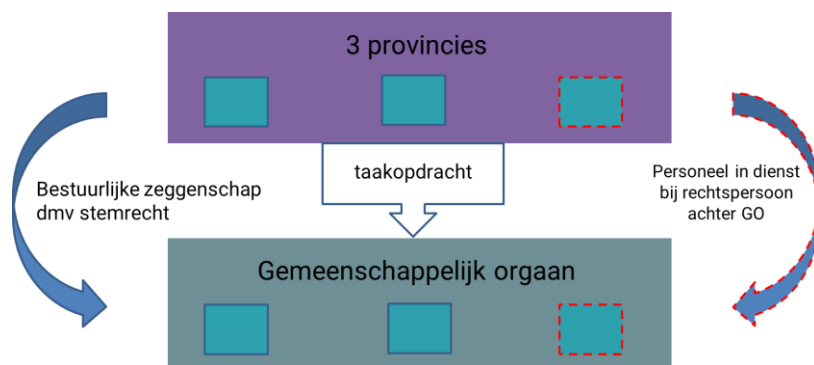 3 provincies
taakopdracht
Bestuurlijke zeggenschap
dmv stemrecht
Personeel in dienst
bij rechtspersoon
achter GO
Gemeenschappelijk orgaan